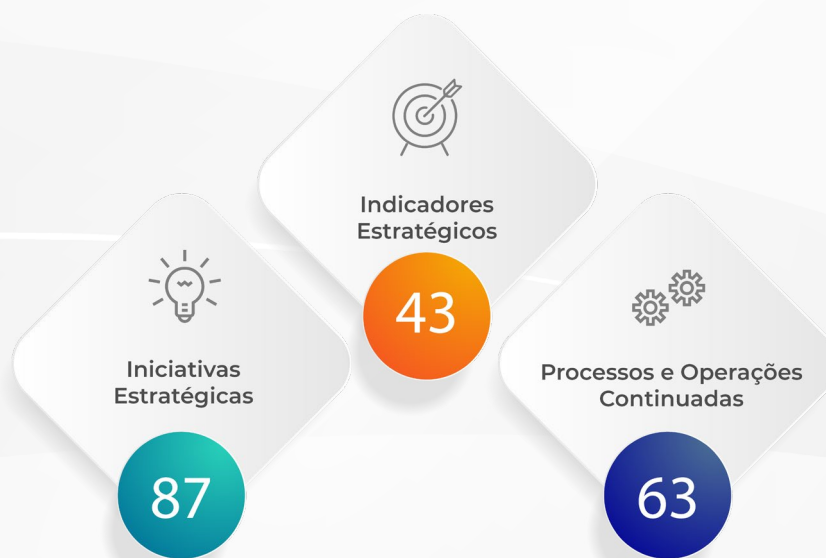 Indicadores
Estratégicos
43
Iniciativas
Estratégicas
87
Processos e Operações
Continuadas
63